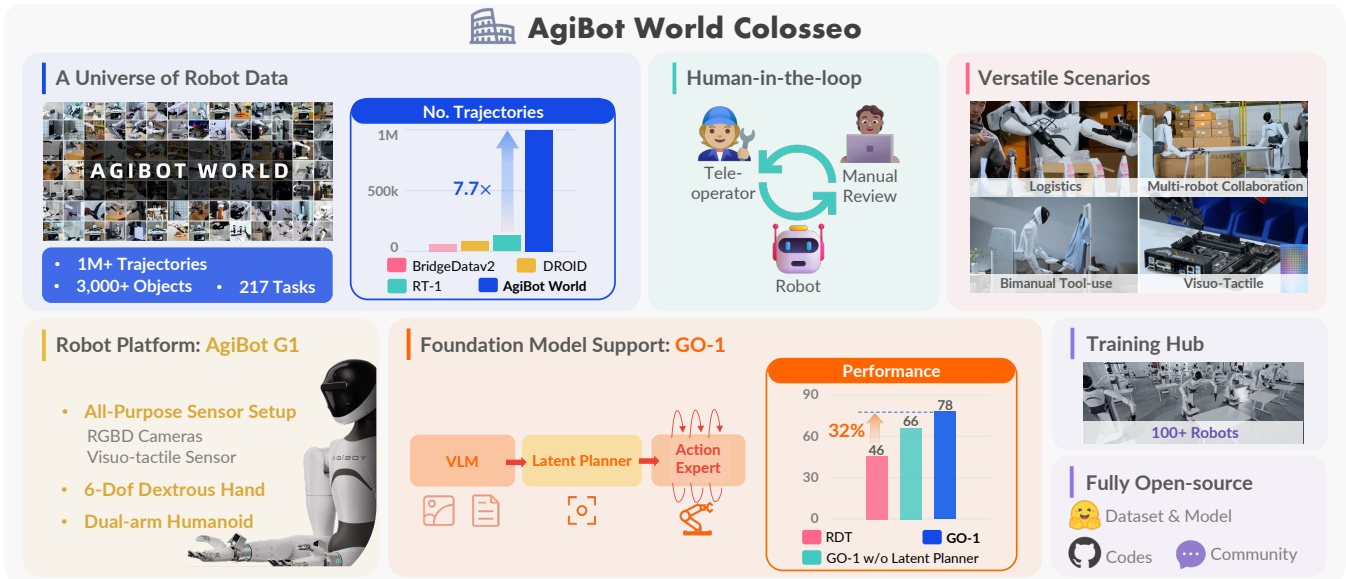 AgiBot World Colosseo
A Universe of Robot Data
AGIBOT WORLD
• 1M+ Trajectories
• 3,000+ Objects • 217 Tasks
No. Trajectories
1M
500k
0
7.7×
BridgeDatav2
DROID
RT-1
AgiBot World
Human-in-the-loop
Tele-
operator
Manual
Review
Robot
Versatile Scenarios
Logistics
Multi-robot Collaboration
Bimanual Tool-use
Visuo-Tactile
Robot Platform: AgiBot G1
• All-Purpose Sensor Setup
RGBD Cameras
Visuo-tactile Sensor
• 6-Dof Dextrous Hand
• Dual-arm Humanoid
AGIBOT
Foundation Model Support: GO-1
VLM
Latent Planner
Action
Expert
Performance
90
60
30
0
32%
46
66
78
RDT
GO-1
GO-1 w/o Latent Planner
Training Hub
100+ Robots
Fully Open-source
Dataset & Model
Codes
Community